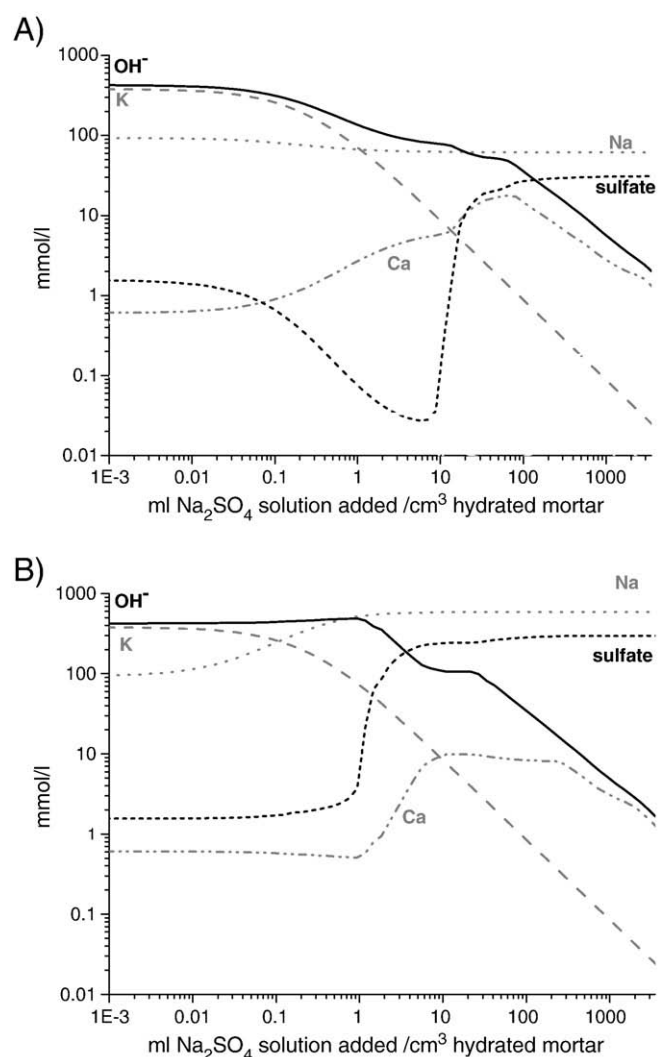 A)
OH⁻
1000
K
100
Na
sulfate
10
mmol/l
1
Ca
0.1
0.01
1E-3 0.01 0.1 1 10 100 1000
ml Na₂SO₄ solution added /cm³ hydrated mortar
B)
Na
1000
OH⁻
K
100
sulfate
10
mmol/l
Ca
1
0.1
0.01
1E-3 0.01 0.1 1 10 100 1000
ml Na₂SO₄ solution added /cm³ hydrated mortar